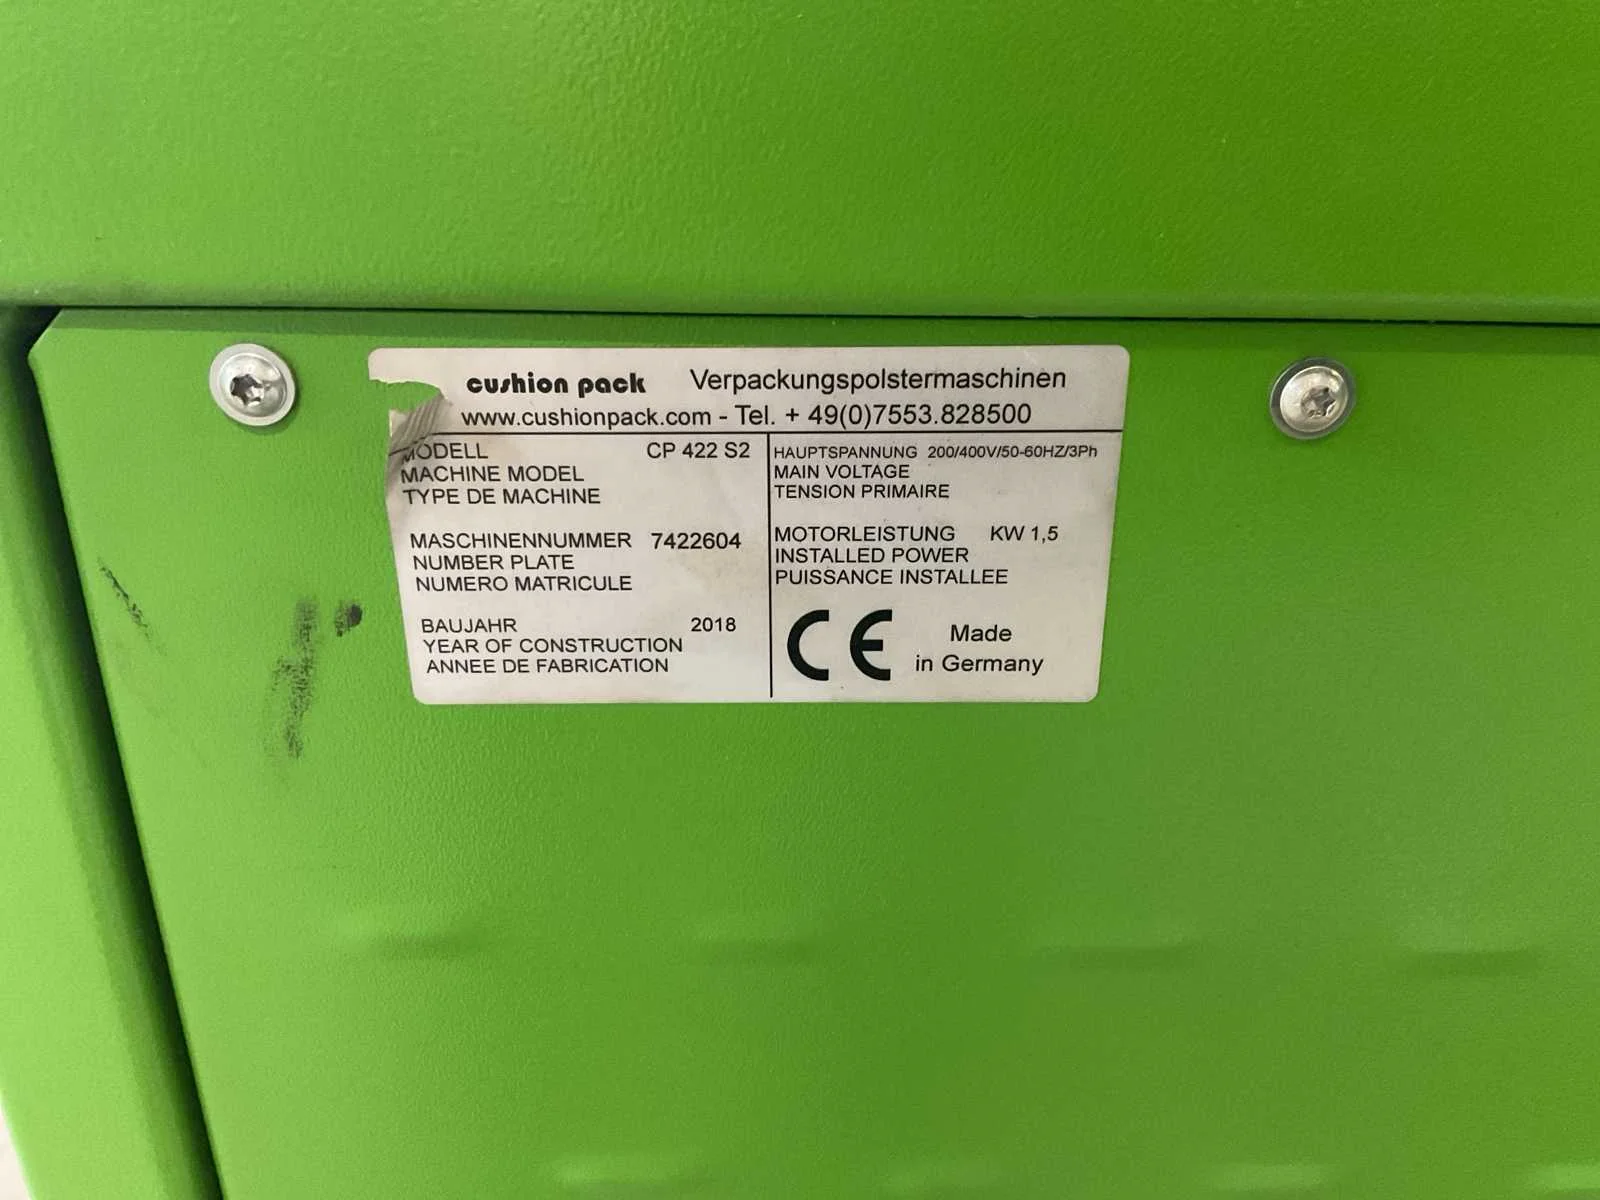 cushion pack Verpackungspolstermaschinen
www.cushionpack.com - Tel. + 49(0)7553.828500
MODELL CP 422 S2
MACHINE MODEL
TYPE DE MACHINE
MASCHINENNUMMER 7422604
NUMBER PLATE
NUMERO MATRICULE
BAUJAHR 2018
YEAR OF CONSTRUCTION
ANNEE DE FABRICATION
HAUPTSPANNUNG 200/400V/50-60HZ/3Ph
MAIN VOLTAGE
TENSION PRIMAIRE
MOTORLEISTUNG KW 1,5
INSTALLED POWER
PUISSANCE INSTALLEE
CE Made
in Germany